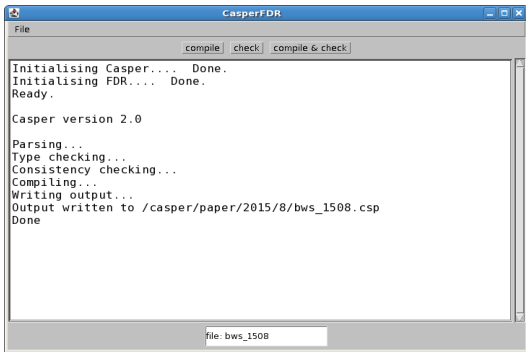 CasperFDR
File
compile check compile & check
Initialising Casper.... Done.
Initialising FDR.... Done.
Ready.
Casper version 2.0
Parsing...
Type checking...
Consistency checking...
Compiling...
Writing output...
Output written to /casper/paper/2015/8/bws_1508.csp
Done
file: bws_1508